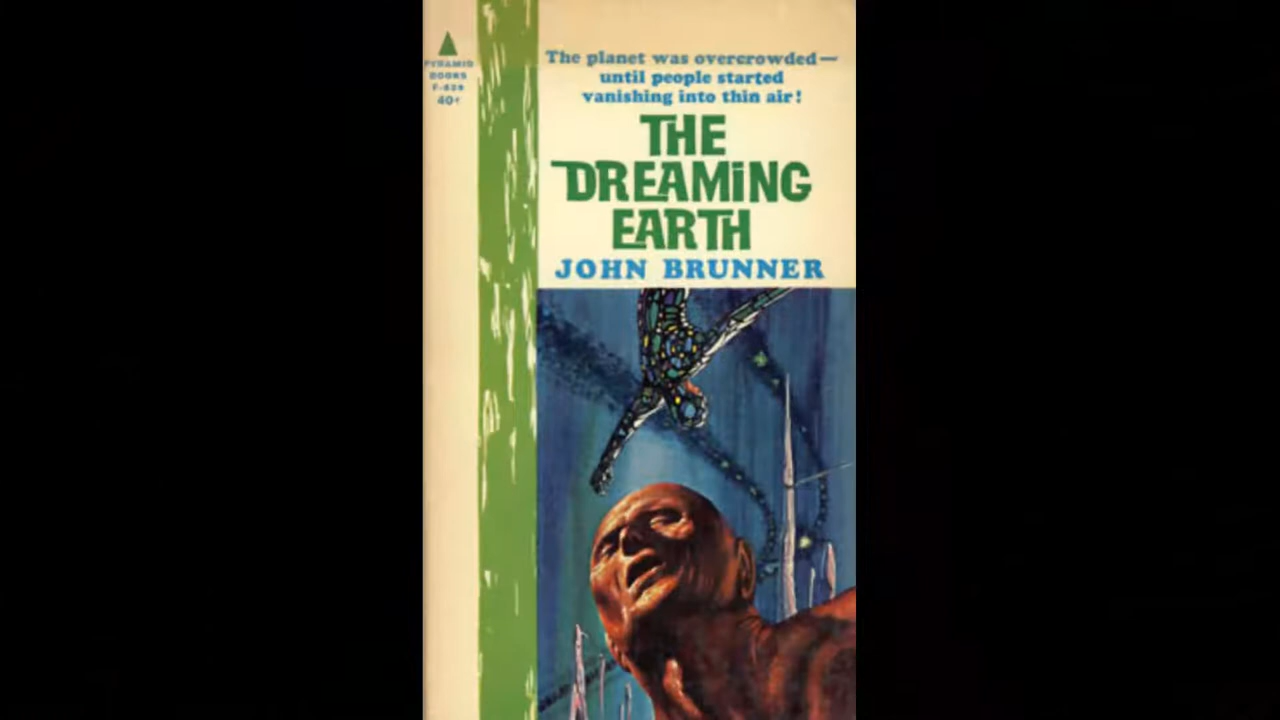 PYRAMID
BOOKS
F-829
40¢
The planet was overcrowded—
until people started
vanishing into thin air!
THE
DREAMiNG
EARTH
JOHN BRUNNER